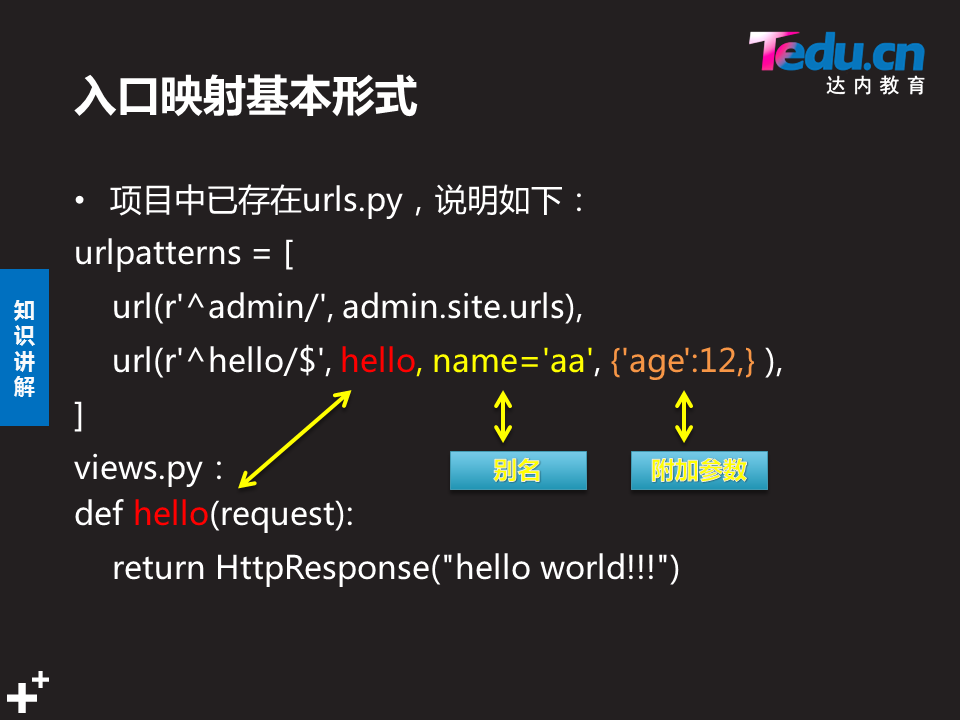 Tedu.cn
达内教育
入口映射基本形式
• 项目中已存在urls.py，说明如下：
urlpatterns = [
url(r'^admin/', admin.site.urls),
url(r'^hello/$', hello, name='aa', {'age':12,} ),
]
别名
附加参数
views.py：
def hello(request):
return HttpResponse("hello world!!!")
知
识
讲
解